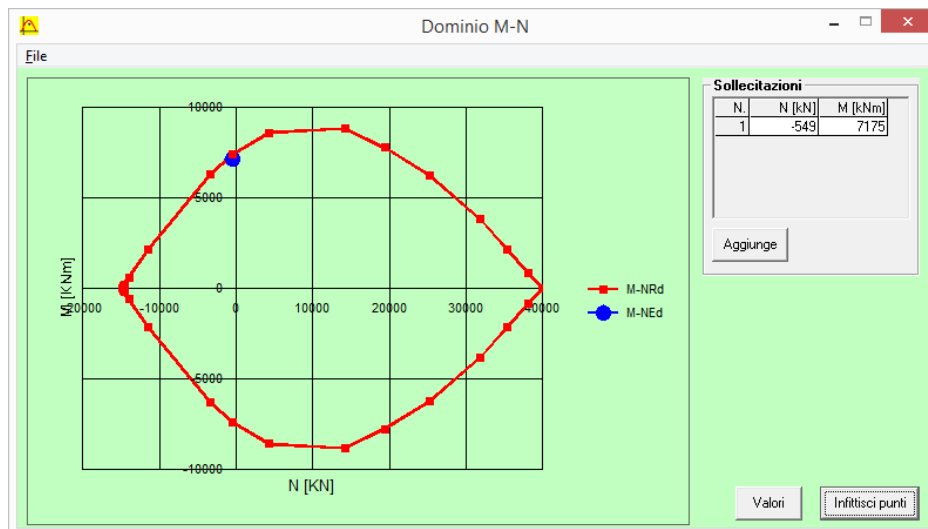 Dominio M-N
File
Sollecitazioni
N. N [kN] M [kNm]
1 -549 7175
Aggiunge
10000
5000
0
-5000
-10000
-20000 -10000 0 10000 20000 30000 40000
M [KNm]
N [KN]
M-NRd
M-NEd
Valori
Infittisci punti